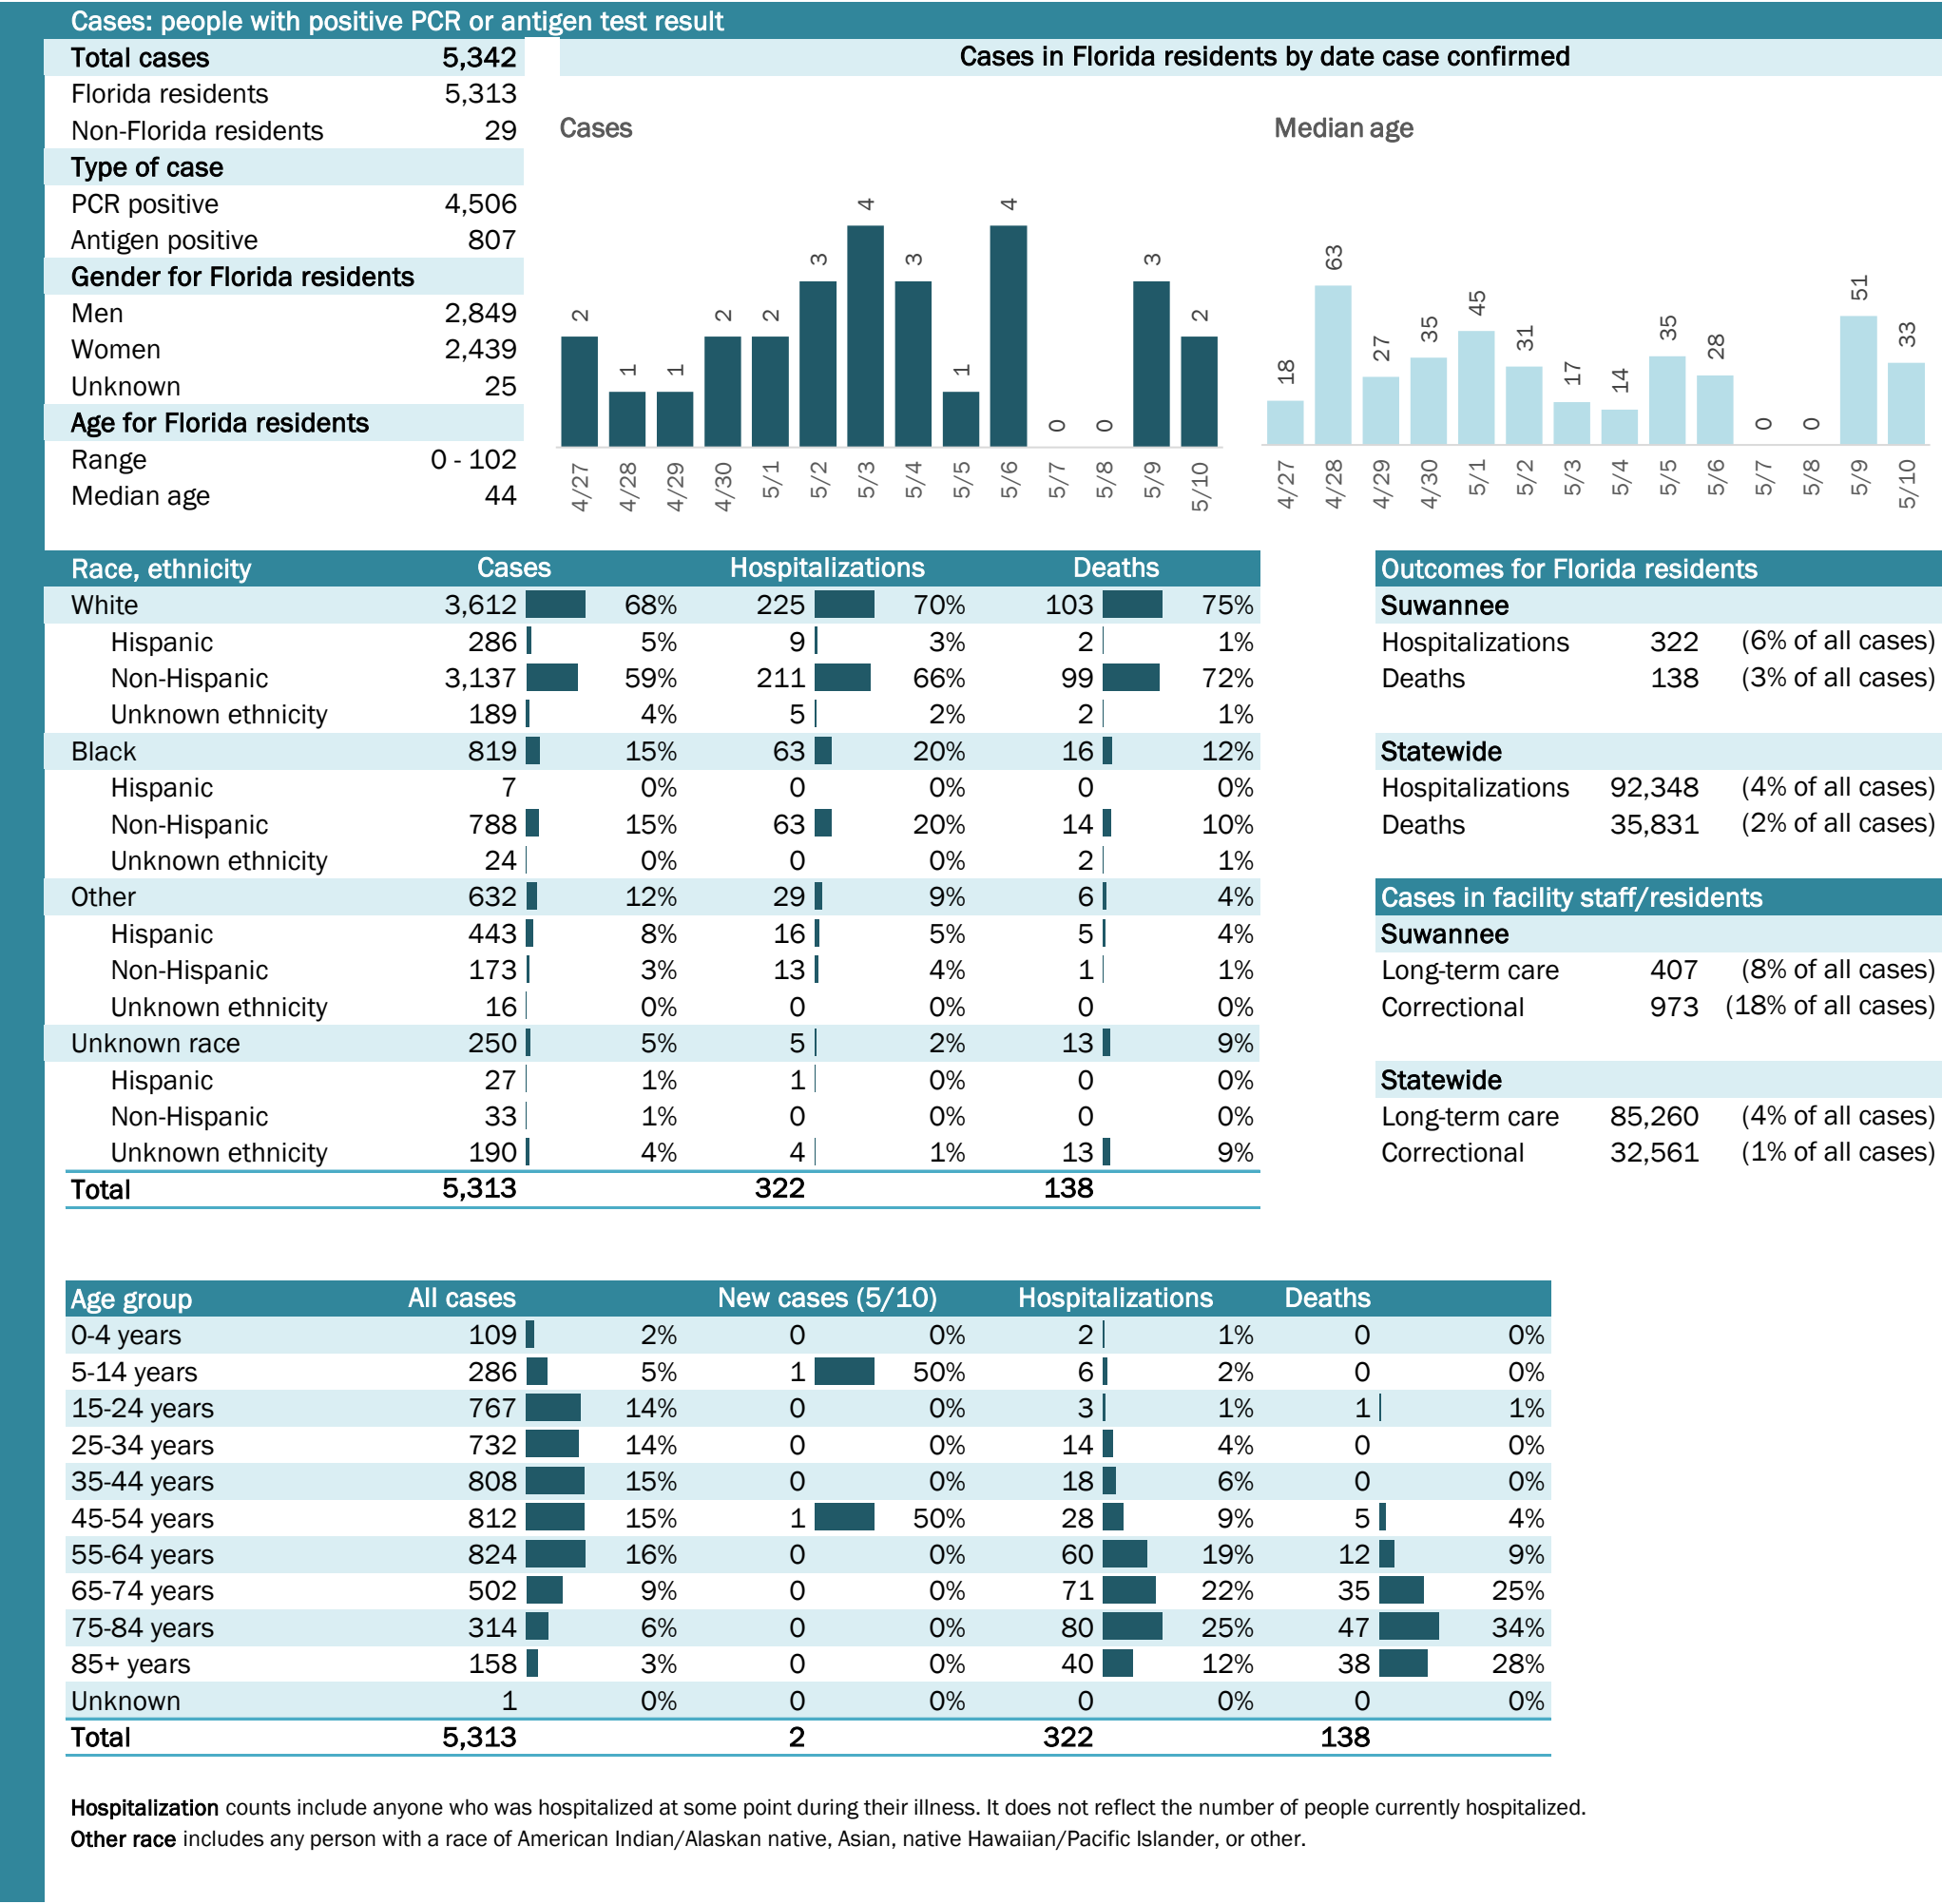 Cases: people with positive PCR or antigen test result
Total cases 5,342
Florida residents 5,313
Non-Florida residents 29
Type of case
PCR positive 4,506
Antigen positive 807
Gender for Florida residents
Men 2,849
Women 2,439
Unknown 25
Age for Florida residents
Range 0 - 102
Median age 44
Cases in Florida residents by date case confirmed
Cases
2 1 1 2 2 3 4 3 1 4 0 0 3 2
4/27 4/28 4/29 4/30 5/1 5/2 5/3 5/4 5/5 5/6 5/7 5/8 5/9 5/10
Median age
18 63 27 35 45 31 17 14 35 28 0 0 51 33
4/27 4/28 4/29 4/30 5/1 5/2 5/3 5/4 5/5 5/6 5/7 5/8 5/9 5/10
Race, ethnicity Cases Hospitalizations Deaths
White 3,612 68% 225 70% 103 75%
Hispanic 286 5% 9 3% 2 1%
Non-Hispanic 3,137 59% 211 66% 99 72%
Unknown ethnicity 189 4% 5 2% 2 1%
Black 819 15% 63 20% 16 12%
Hispanic 7 0% 0 0% 0 0%
Non-Hispanic 788 15% 63 20% 14 10%
Unknown ethnicity 24 0% 0 0% 2 1%
Other 632 12% 29 9% 6 4%
Hispanic 443 8% 16 5% 5 4%
Non-Hispanic 173 3% 13 4% 1 1%
Unknown ethnicity 16 0% 0 0% 0 0%
Unknown race 250 5% 5 2% 13 9%
Hispanic 27 1% 1 0% 0 0%
Non-Hispanic 33 1% 0 0% 0 0%
Unknown ethnicity 190 4% 4 1% 13 9%
Total 5,313 322 138
Outcomes for Florida residents
Suwannee
Hospitalizations 322 (6% of all cases)
Deaths 138 (3% of all cases)
Statewide
Hospitalizations 92,348 (4% of all cases)
Deaths 35,831 (2% of all cases)
Cases in facility staff/residents
Suwannee
Long-term care 407 (8% of all cases)
Correctional 973 (18% of all cases)
Statewide
Long-term care 85,260 (4% of all cases)
Correctional 32,561 (1% of all cases)
Age group All cases New cases (5/10) Hospitalizations Deaths
0-4 years 109 2% 0 0% 2 1% 0 0%
5-14 years 286 5% 1 50% 6 2% 0 0%
15-24 years 767 14% 0 0% 3 1% 1 1%
25-34 years 732 14% 0 0% 14 4% 0 0%
35-44 years 808 15% 0 0% 18 6% 0 0%
45-54 years 812 15% 1 50% 28 9% 5 4%
55-64 years 824 16% 0 0% 60 19% 12 9%
65-74 years 502 9% 0 0% 71 22% 35 25%
75-84 years 314 6% 0 0% 80 25% 47 34%
85+ years 158 3% 0 0% 40 12% 38 28%
Unknown 1 0% 0 0% 0 0% 0 0%
Total 5,313 2 322 138
Hospitalization counts include anyone who was hospitalized at some point during their illness. It does not reflect the number of people currently hospitalized.
Other race includes any person with a race of American Indian/Alaskan native, Asian, native Hawaiian/Pacific Islander, or other.